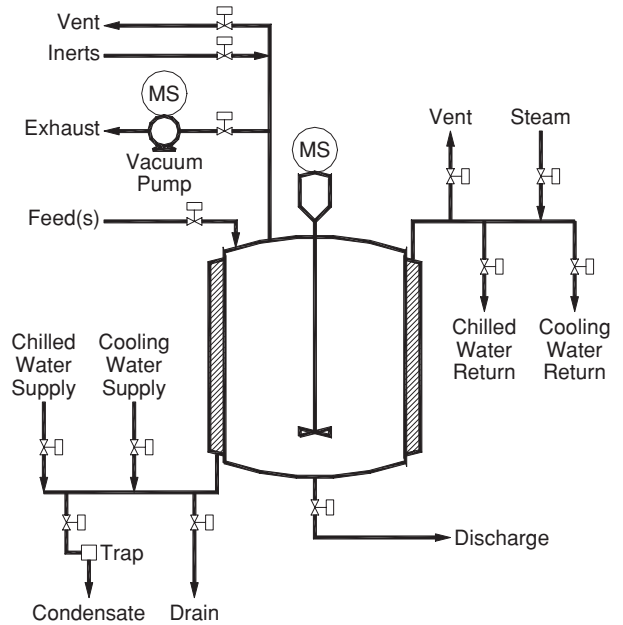 Vent
Inerts
MS
Exhaust
Vacuum
Pump
MS
Vent
Steam
Feed(s)
Chilled
Water
Return
Cooling
Water
Return
Chilled
Water
Supply
Cooling
Water
Supply
Discharge
Trap
Condensate
Drain